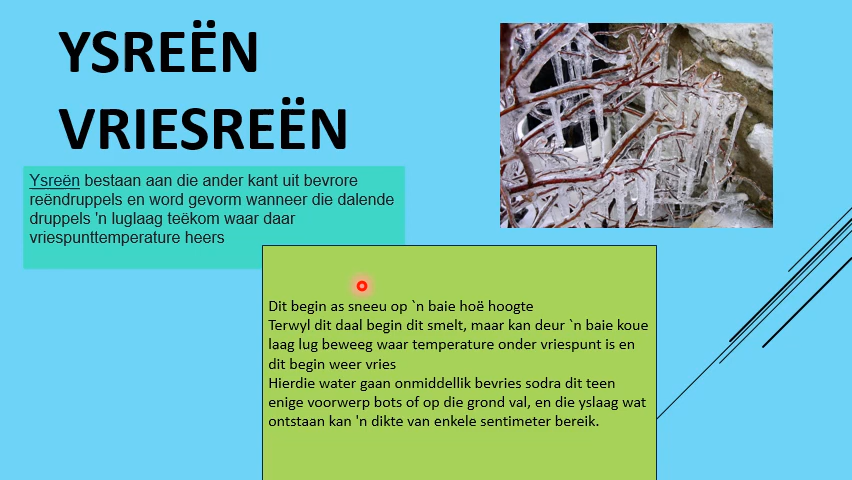 YSREËN
VRIESREËN
Ysreën bestaan aan die ander kant uit bevrore
reëndruppels en word gevorm wanneer die dalende
druppels 'n luglaag teëkom waar daar
vriespunttemperature heers
Dit begin as sneeu op `n baie hoë hoogte
Terwyl dit daal begin dit smelt, maar kan deur `n baie koue
laag lug beweeg waar temperature onder vriespunt is en
dit begin weer vries
Hierdie water gaan onmiddellik bevries sodra dit teen
enige voorwerp bots of op die grond val, en die yslaag wat
ontstaan kan 'n dikte van enkele sentimeter bereik.